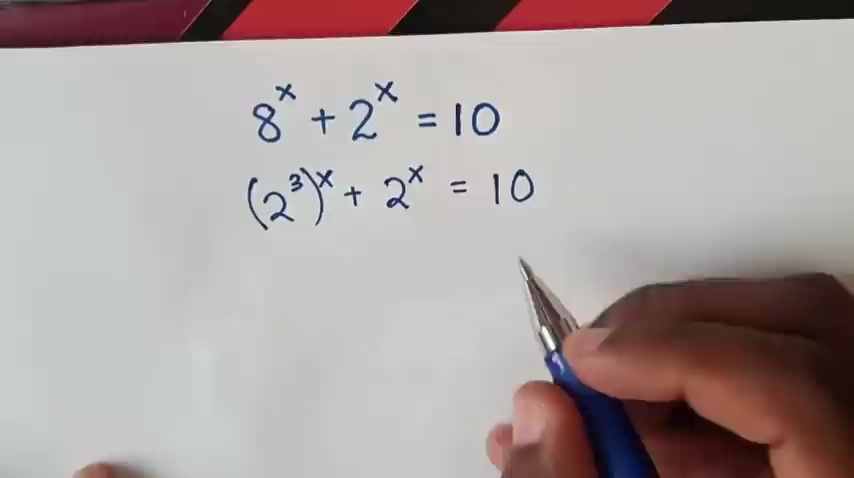 8^x + 2^x = 10
(2^3)^x + 2^x = 10